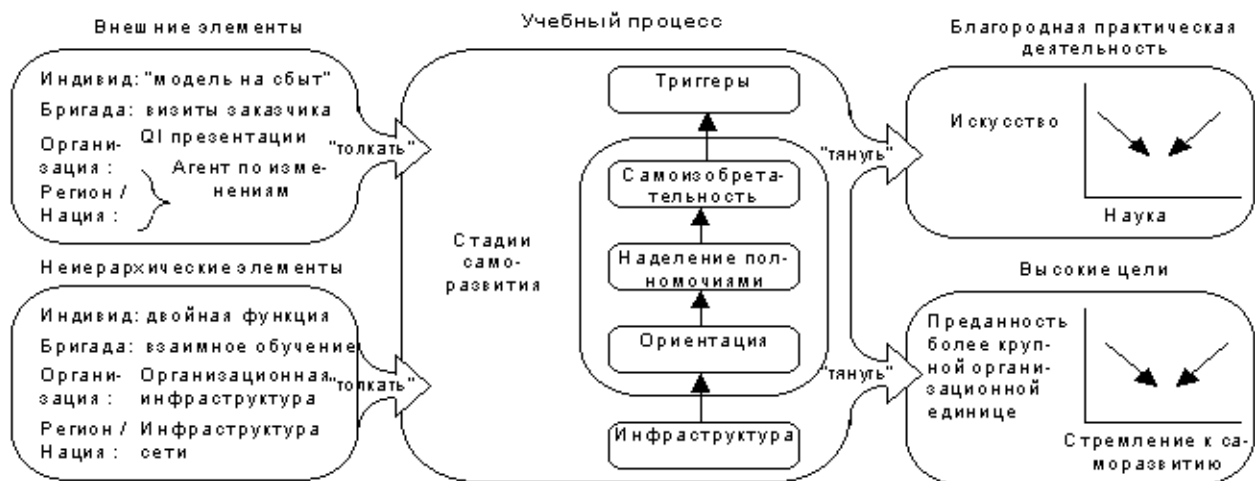 Внешние элементы
Индивид: "модель на сбыт"
Бригада: визиты заказчика
Органи-
зация :
QI презентации
Регион /
Нация :
Агент по изме-
нениям
"толкать"
Неиерархические элементы
Индивид: двойная функция
Бригада: взаимное обучение
Органи-
зация :
Организационная
инфраструктура
Регион /
Нация :
Инфраструктура
сети
"толкать"
Учебный процесс
Стадии
само-
развития
Триггеры
Самоизобрета-
тельность
Наделение пол-
номочиями
Ориентация
Инфраструктура
"тянуть"
"тянуть"
Благородная практическая
деятельность
Искусство
Наука
Высокие цели
Преданность
более круп-
ной органи-
зационной
единице
Стремление к са-
моразвитию